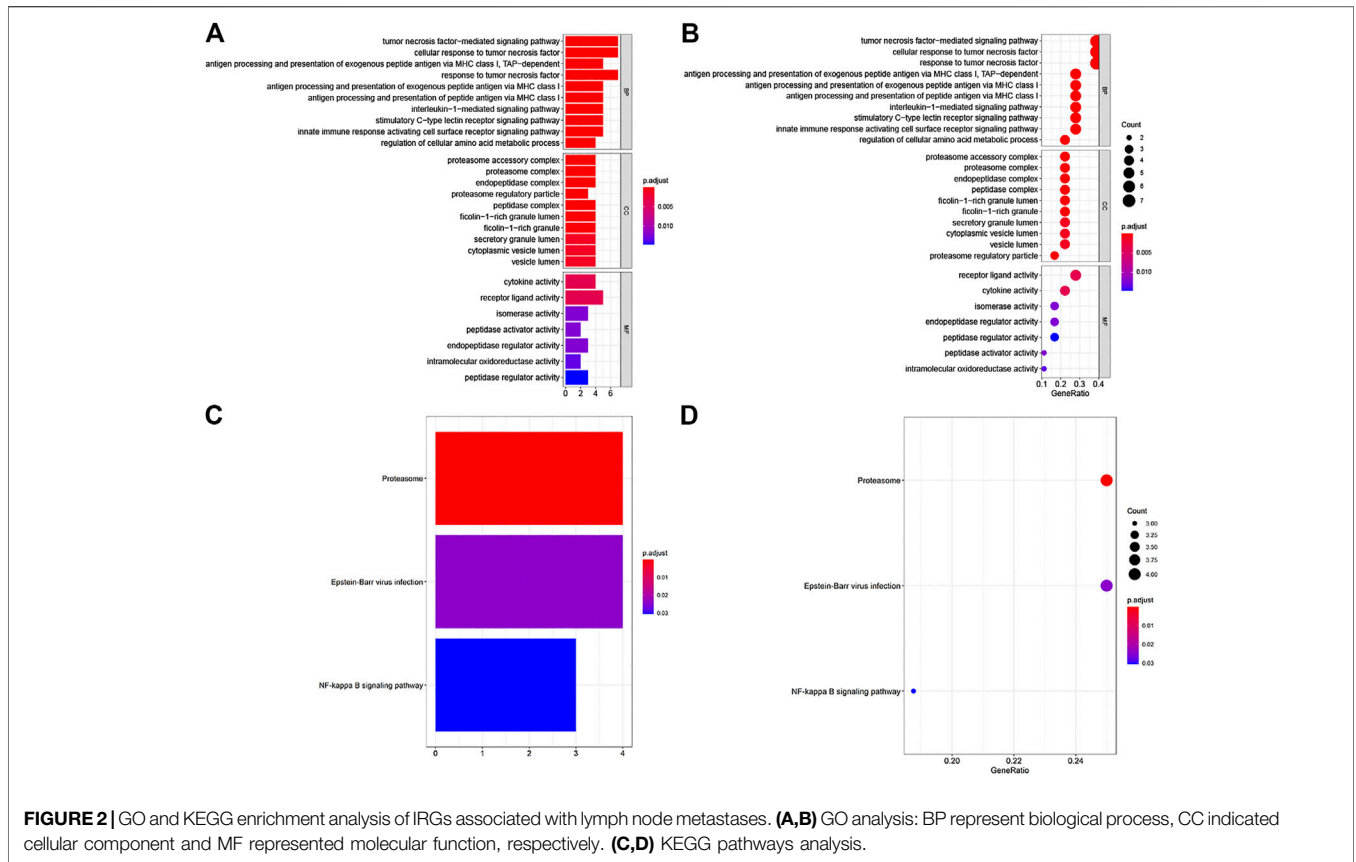 A
tumor necrosis factor-mediated signaling pathway
cellular response to tumor necrosis factor
antigen processing and presentation of exogenous peptide antigen via MHC class I, TAP-dependent
response to tumor necrosis factor
antigen processing and presentation of exogenous peptide antigen via MHC class I
antigen processing and presentation of peptide antigen via MHC class I
interleukin-1-mediated signaling pathway
stimulatory C-type lectin receptor signaling pathway
innate immune response activating cell surface receptor signaling pathway
regulation of cellular amino acid metabolic process
BP
proteasome accessory complex
proteasome complex
endopeptidase complex
proteasome regulatory particle
peptidase complex
ficolin-1-rich granule lumen
ficolin-1-rich granule
secretory granule lumen
cytoplasmic vesicle lumen
vesicle lumen
CC
cytokine activity
receptor ligand activity
isomerase activity
peptidase activator activity
endopeptidase regulator activity
intramolecular oxidoreductase activity
peptidase regulator activity
MF
0 2 4 6
p.adjust
0.005
0.010
B
tumor necrosis factor-mediated signaling pathway
cellular response to tumor necrosis factor
response to tumor necrosis factor
antigen processing and presentation of exogenous peptide antigen via MHC class I, TAP-dependent
antigen processing and presentation of exogenous peptide antigen via MHC class I
antigen processing and presentation of peptide antigen via MHC class I
interleukin-1-mediated signaling pathway
stimulatory C-type lectin receptor signaling pathway
innate immune response activating cell surface receptor signaling pathway
regulation of cellular amino acid metabolic process
BP
proteasome accessory complex
proteasome complex
endopeptidase complex
peptidase complex
ficolin-1-rich granule lumen
ficolin-1-rich granule
secretory granule lumen
cytoplasmic vesicle lumen
vesicle lumen
proteasome regulatory particle
CC
receptor ligand activity
cytokine activity
isomerase activity
endopeptidase regulator activity
peptidase regulator activity
peptidase activator activity
intramolecular oxidoreductase activity
MF
0.1 0.2 0.3 0.4
GeneRatio
Count
2
3
4
5
6
7
p.adjust
0.005
0.010
C
Proteasome
Epstein-Barr virus infection
NF-kappa B signaling pathway
0 1 2 3 4
p.adjust
0.01
0.02
0.03
D
Proteasome
Epstein-Barr virus infection
NF-kappa B signaling pathway
0.20 0.22 0.24
GeneRatio
Count
3.00
3.25
3.50
3.75
4.00
p.adjust
0.01
0.02
0.03
FIGURE 2 | GO and KEGG enrichment analysis of IRGs associated with lymph node metastases. (A,B) GO analysis: BP represent biological process, CC indicated
cellular component and MF represented molecular function, respectively. (C,D) KEGG pathways analysis.